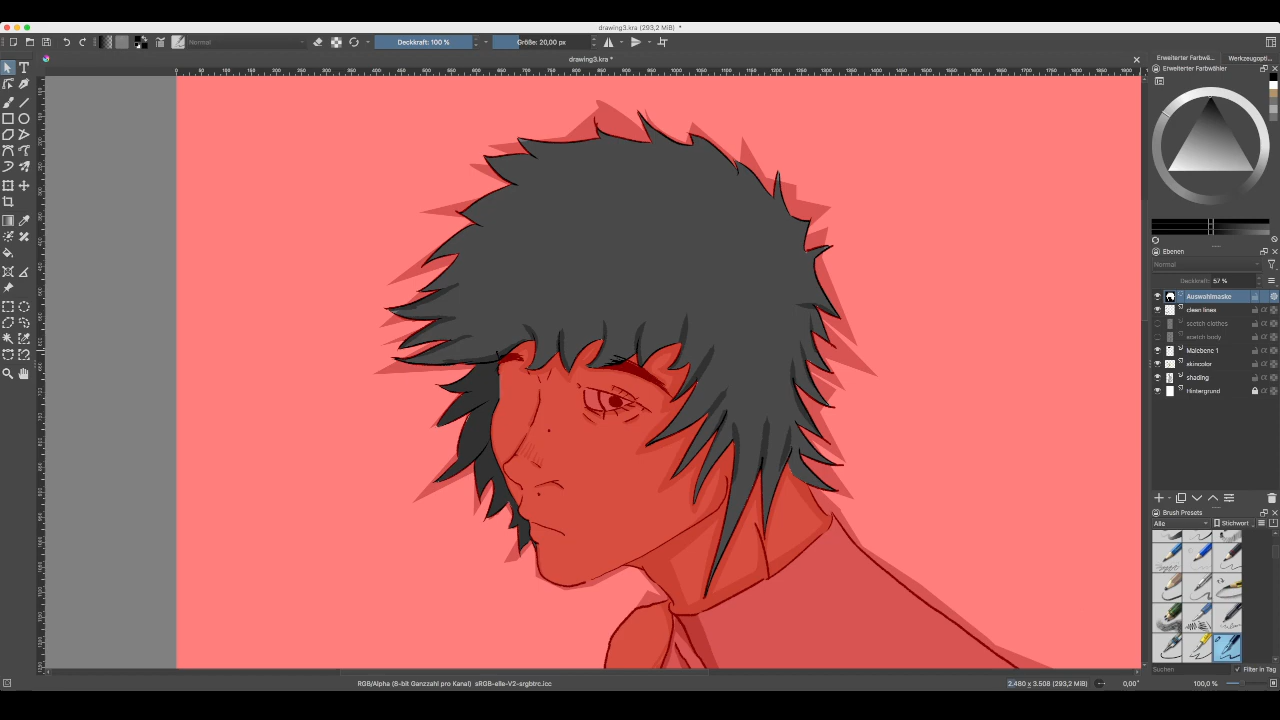 drawing3.kra (293,2 MiB) *
Normal
Deckkraft: 100 %
Größe: 20,00 px
drawing3.kra *
Erweiterter Farbwä...
Werkzeugopti...
Erweiterter Farbwähler
Ebenen
Normal
Deckkraft: 57 %
Auswahlmaske
clean lines
scetch clothes
scetch body
Malebene 1
skincolor
shading
Hintergrund
Brush Presets
Alle
Stichwort
Suchen
Filter in Tag
RGB/Alpha (8-bit Ganzzahl pro Kanal) sRGB-elle-V2-srgbtrc.icc
2.480 x 3.508 (293,2 MiB)
0,00°
100,0 %